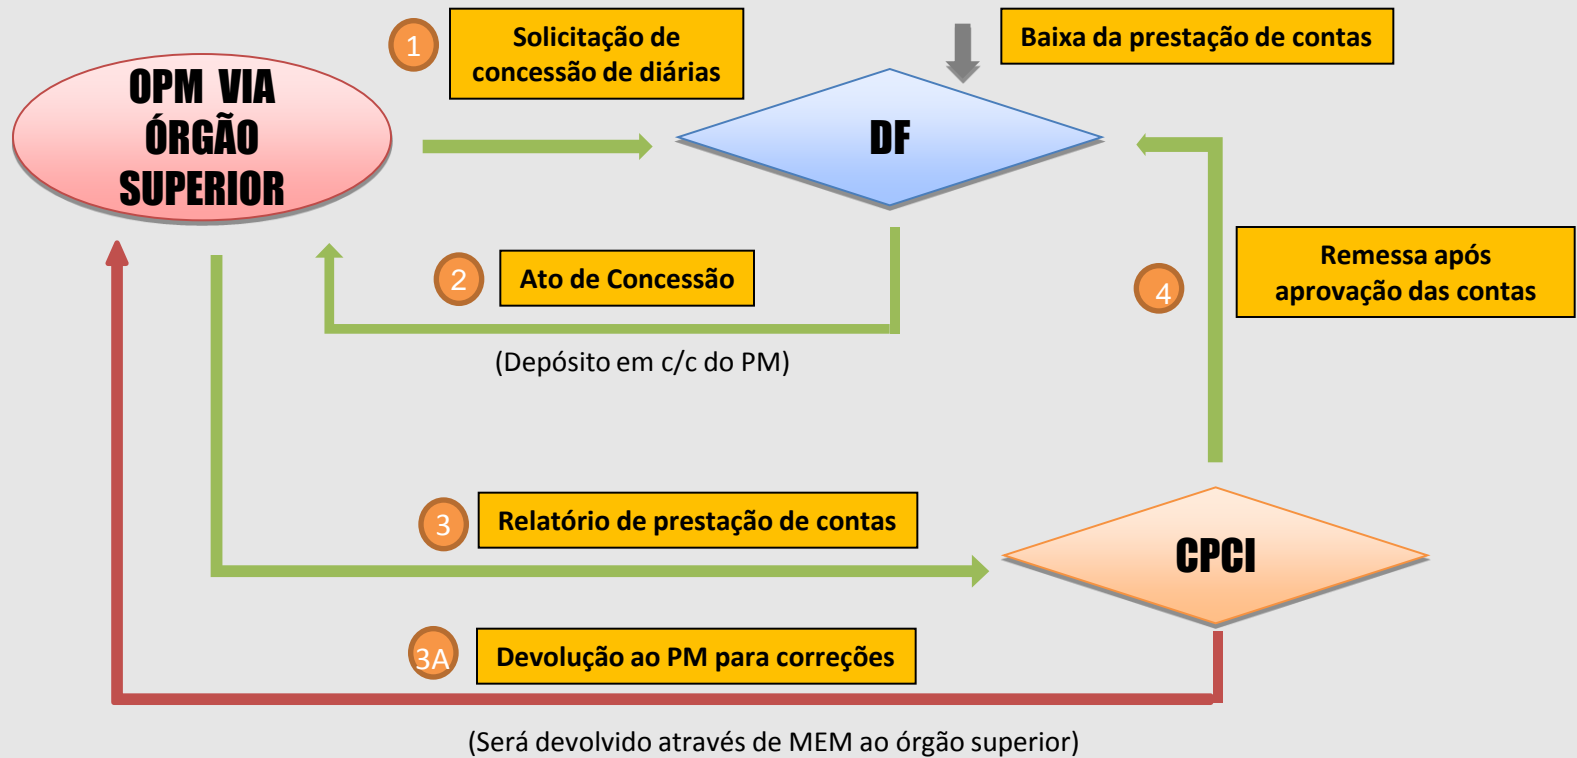 1
Solicitação de
concessão de diárias
Baixa da prestação de contas
OPM VIA
ÓRGÃO
SUPERIOR
DF
2
Ato de Concessão
(Depósito em c/c do PM)
4
Remessa após
aprovação das contas
3
Relatório de prestação de contas
CPCI
3A
Devolução ao PM para correções
(Será devolvido através de MEM ao órgão superior)